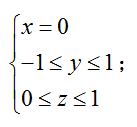 x = 0
−1 ≤ y ≤ 1 ;
0 ≤ z ≤ 1